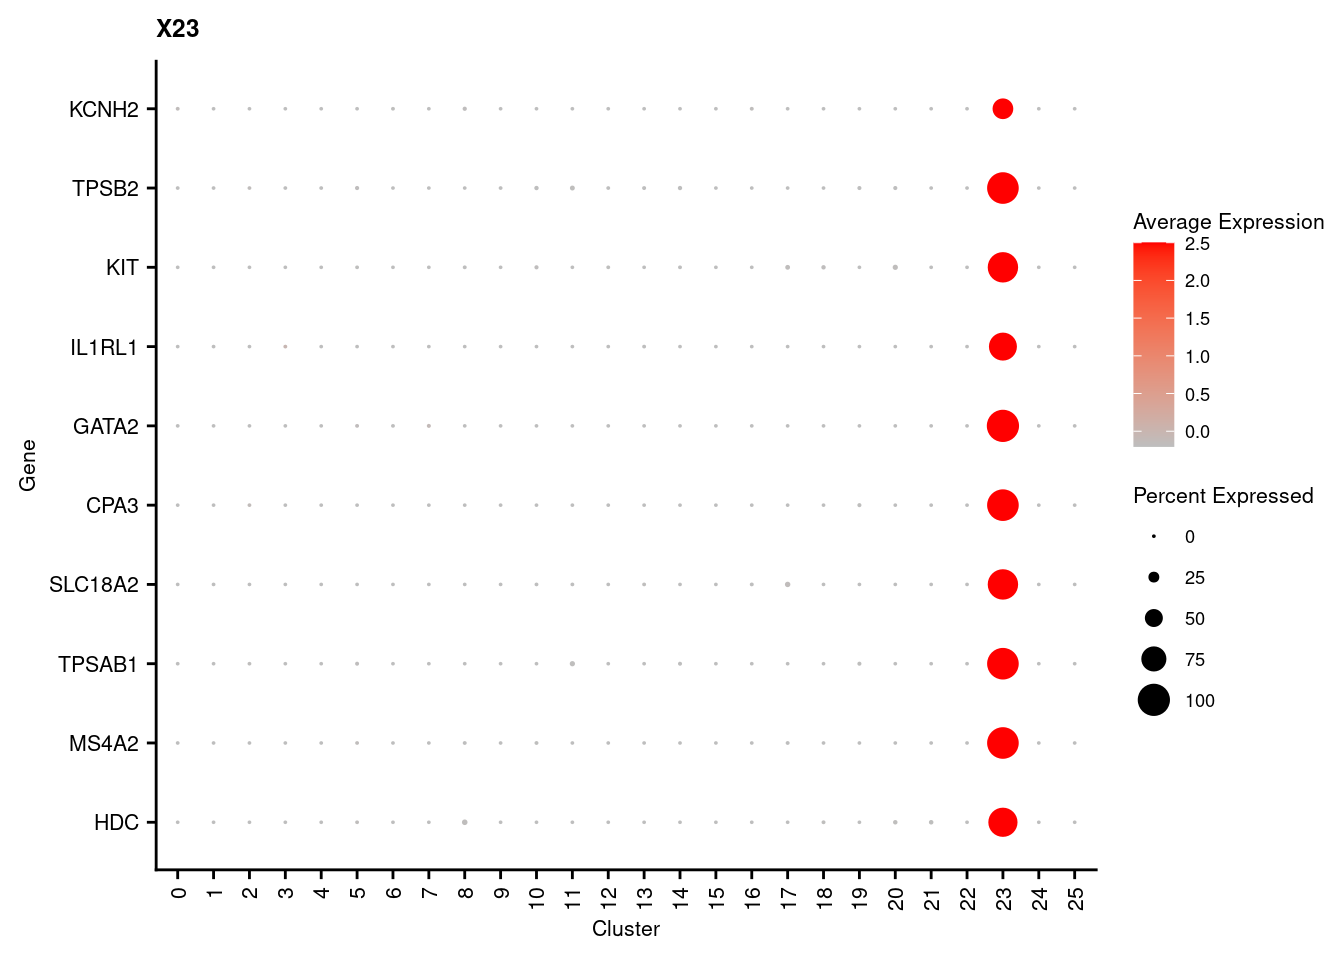 X23
KCNH2
TPSB2
KIT
IL1RL1
GATA2
CPA3
SLC18A2
TPSAB1
MS4A2
HDC
Gene
0 1 2 3 4 5 6 7 8 9 10 11 12 13 14 15 16 17 18 19 20 21 22 23 24 25
Cluster
Average Expression
2.5
2.0
1.5
1.0
0.5
0.0
Percent Expressed
0
25
50
75
100